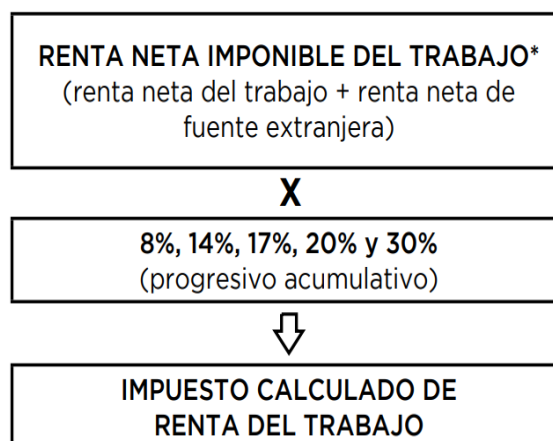 RENTA NETA IMPONIBLE DEL TRABAJO*
(renta neta del trabajo + renta neta de
fuente extranjera)
X
8%, 14%, 17%, 20% y 30%
(progresivo acumulativo)
IMPUESTO CALCULADO DE
RENTA DEL TRABAJO